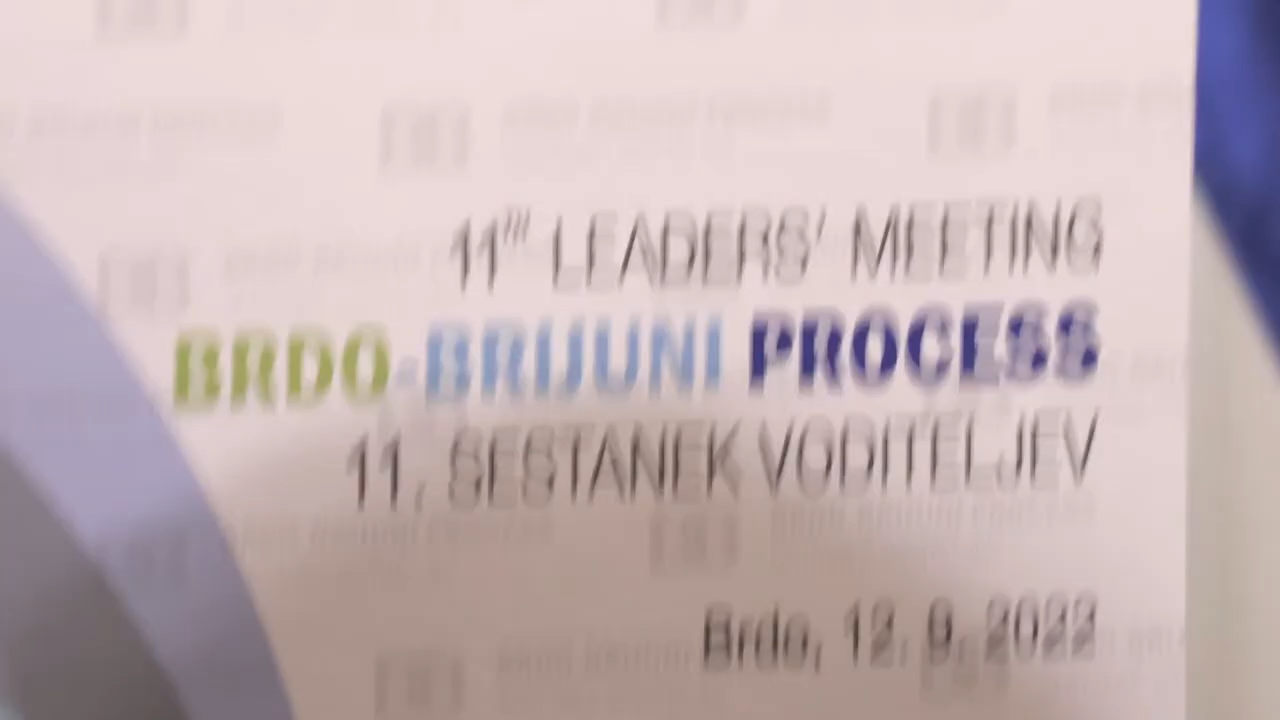 11TH LEADERS' MEETING
BRDO-BRIJUNI PROCESS
11. SESTANEK VODITELJEV
Brdo, 12. 9. 2022